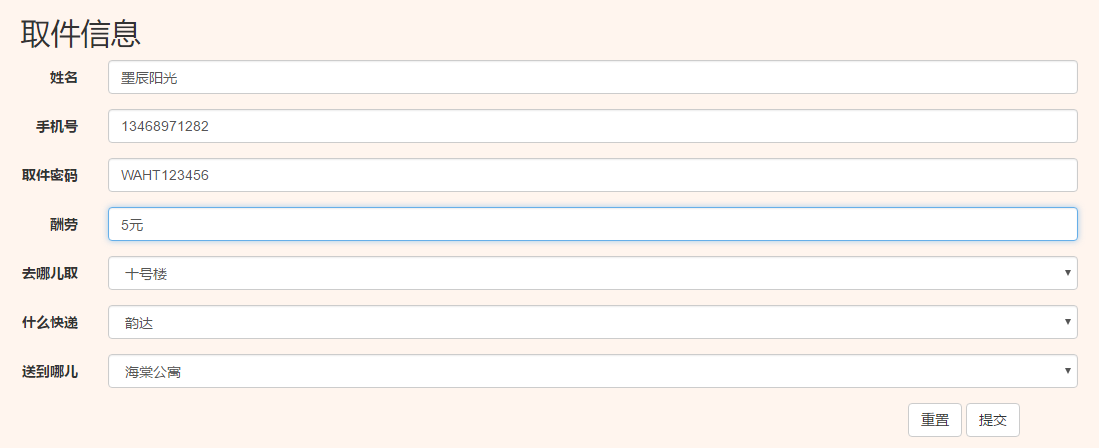 取件信息
姓名 墨辰阳光
手机号 13468971282
取件密码 WAHT123456
酬劳 5元
去哪儿取 十号楼
什么快递 韵达
送到哪儿 海棠公寓
重置 提交